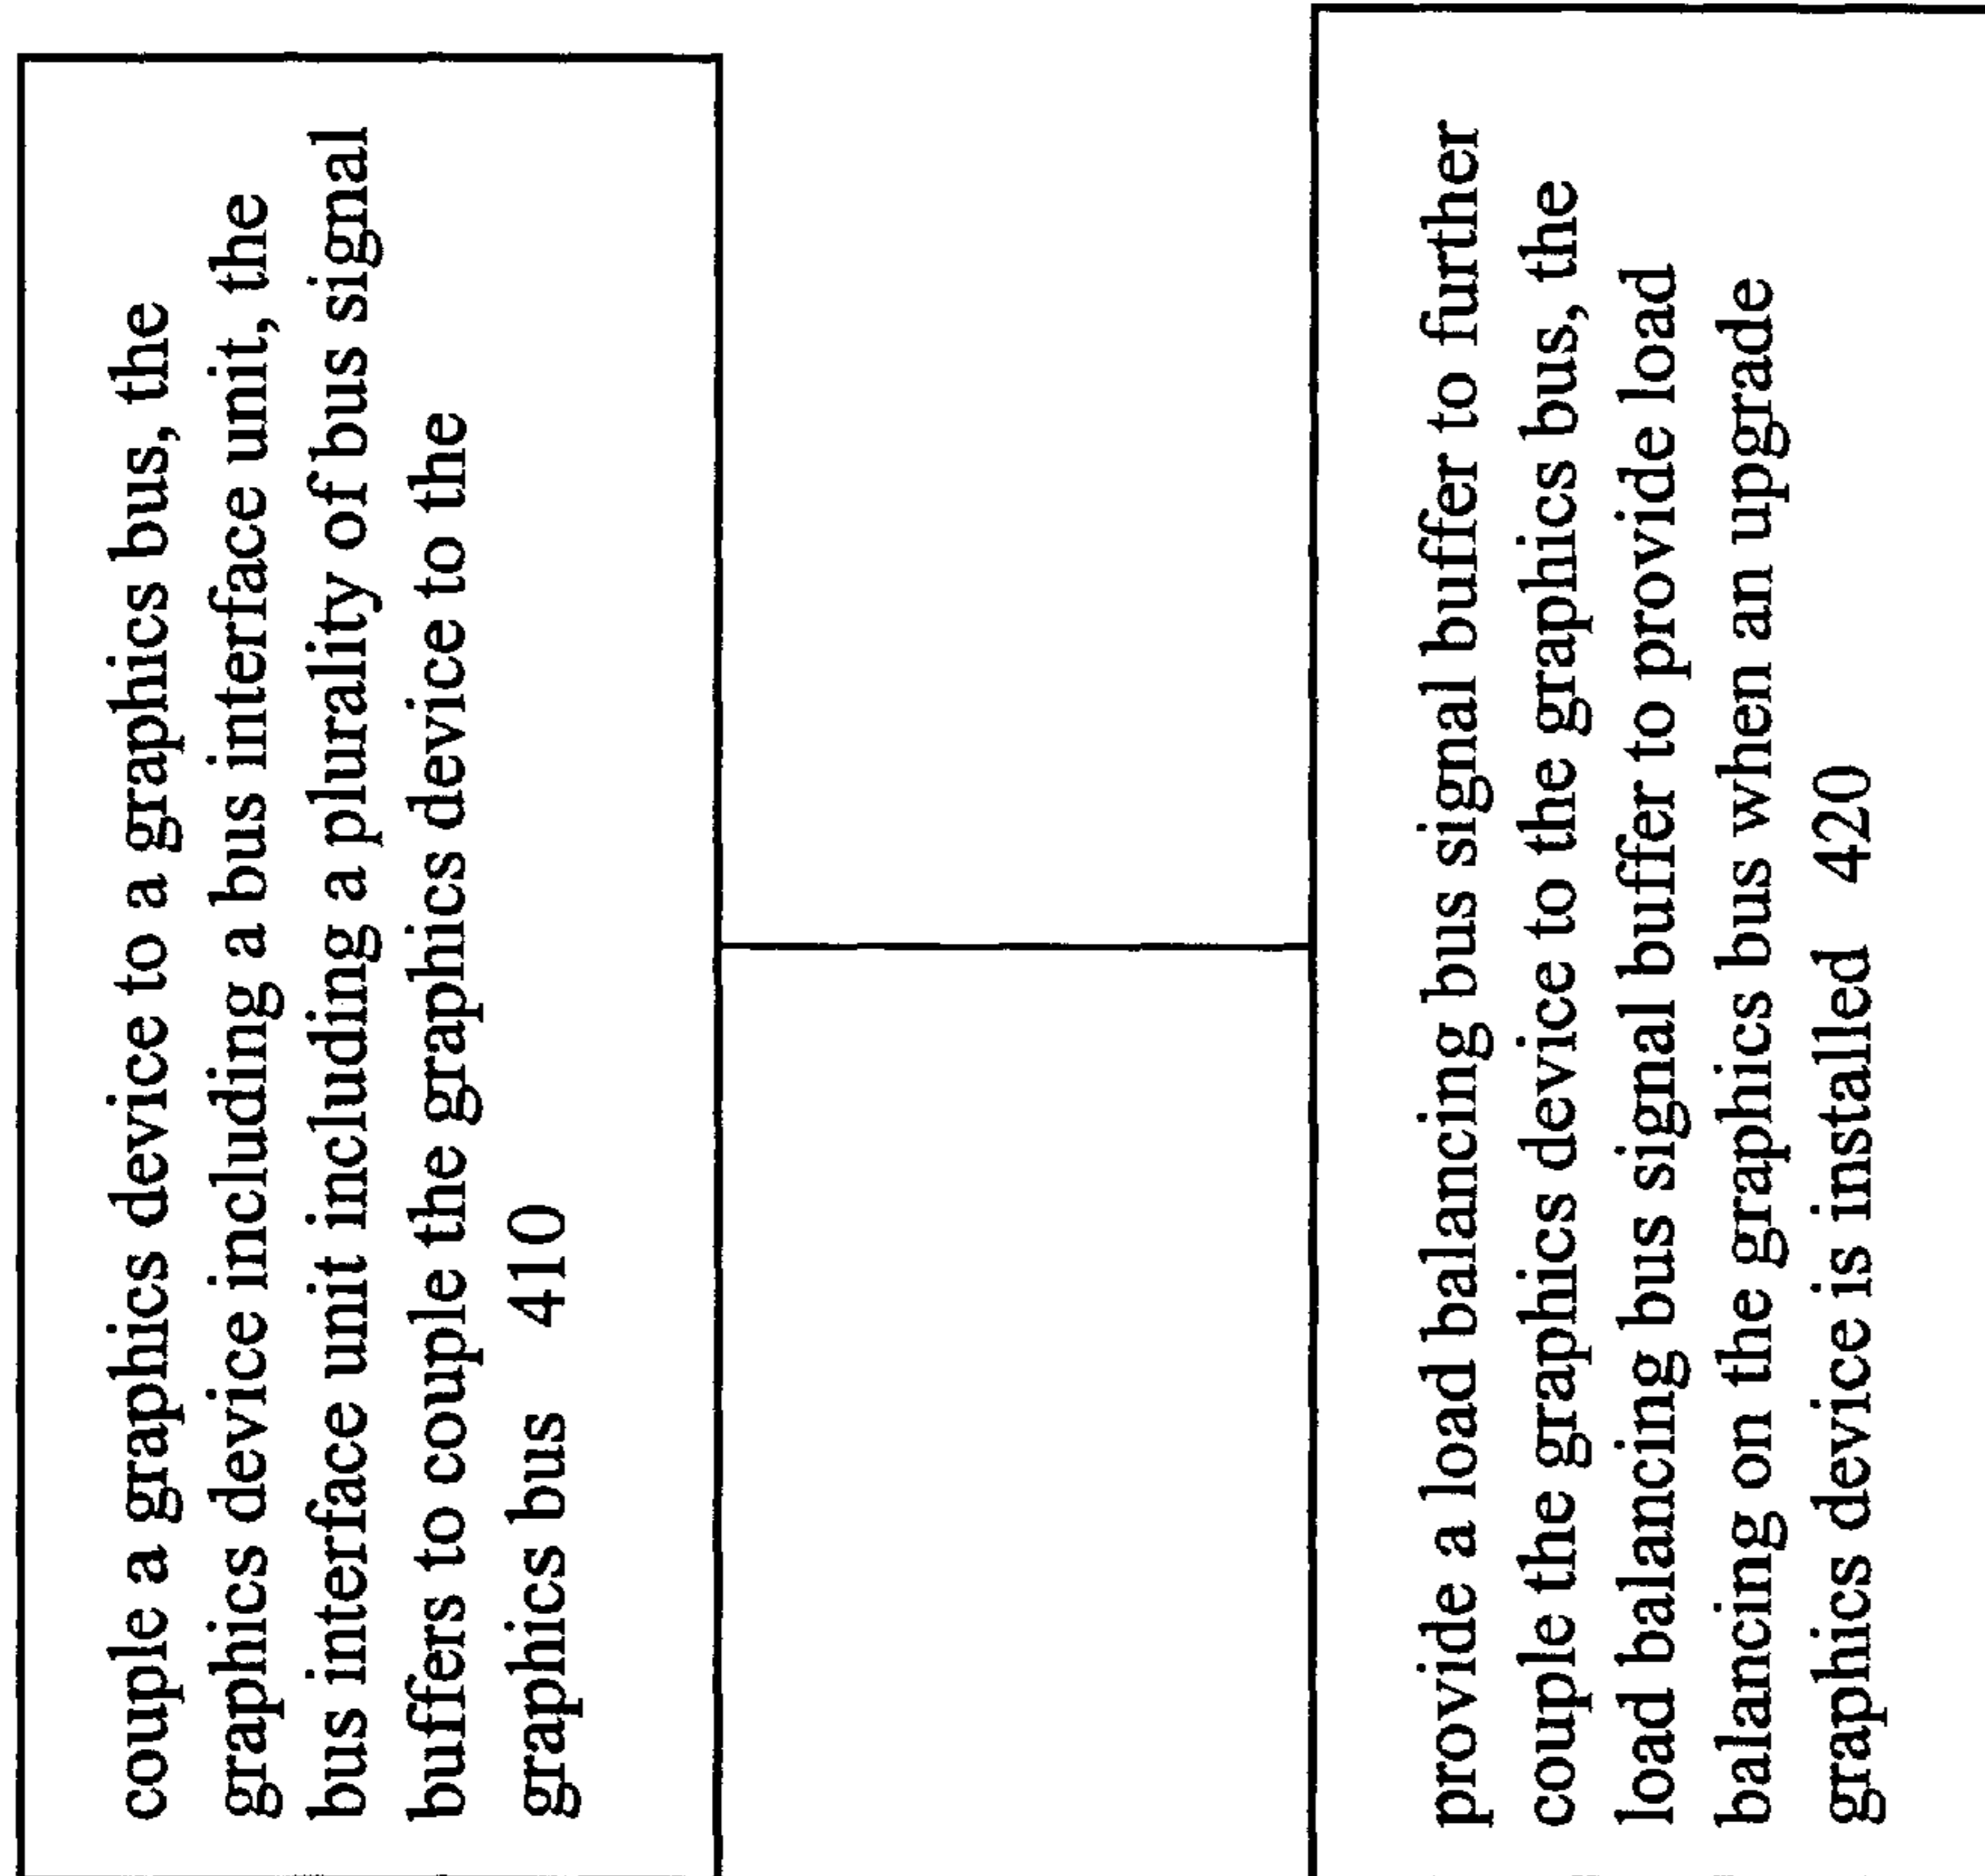 couple a graphics device to a graphics bus, the
graphics device including a bus interface unit, the
bus interface unit including a plurality of bus signal
buffers to couple the graphics device to the
graphics bus 410
provide a load balancing bus signal buffer to further
couple the graphics device to the graphics bus, the
load balancing bus signal buffer to provide load
balancing on the graphics bus when an upgrade
graphics device is installed 420